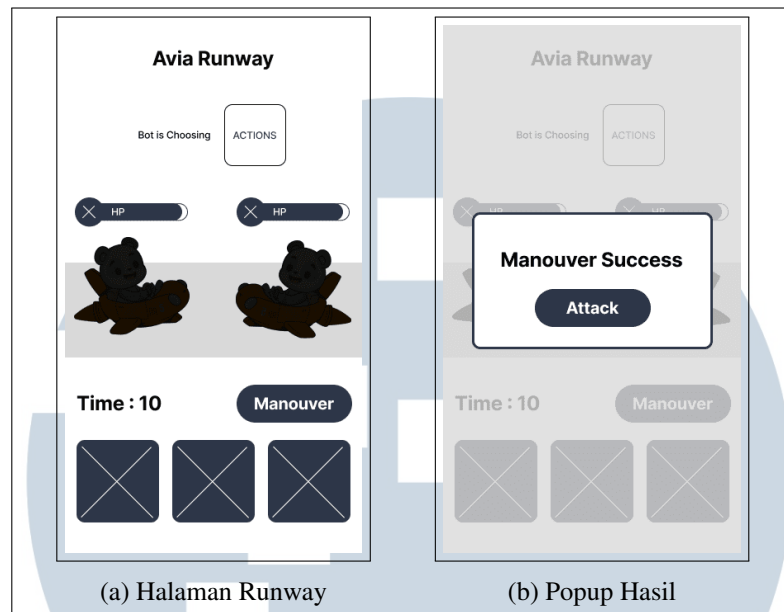 Avia Runway
Bot is Choosing
ACTIONS
HP
HP
Time : 10
Manouver
(a) Halaman Runway
Avia Runway
Bot is Choosing
ACTIONS
HP
HP
Manouver Success
Attack
Time : 10
Manouver
(b) Popup Hasil